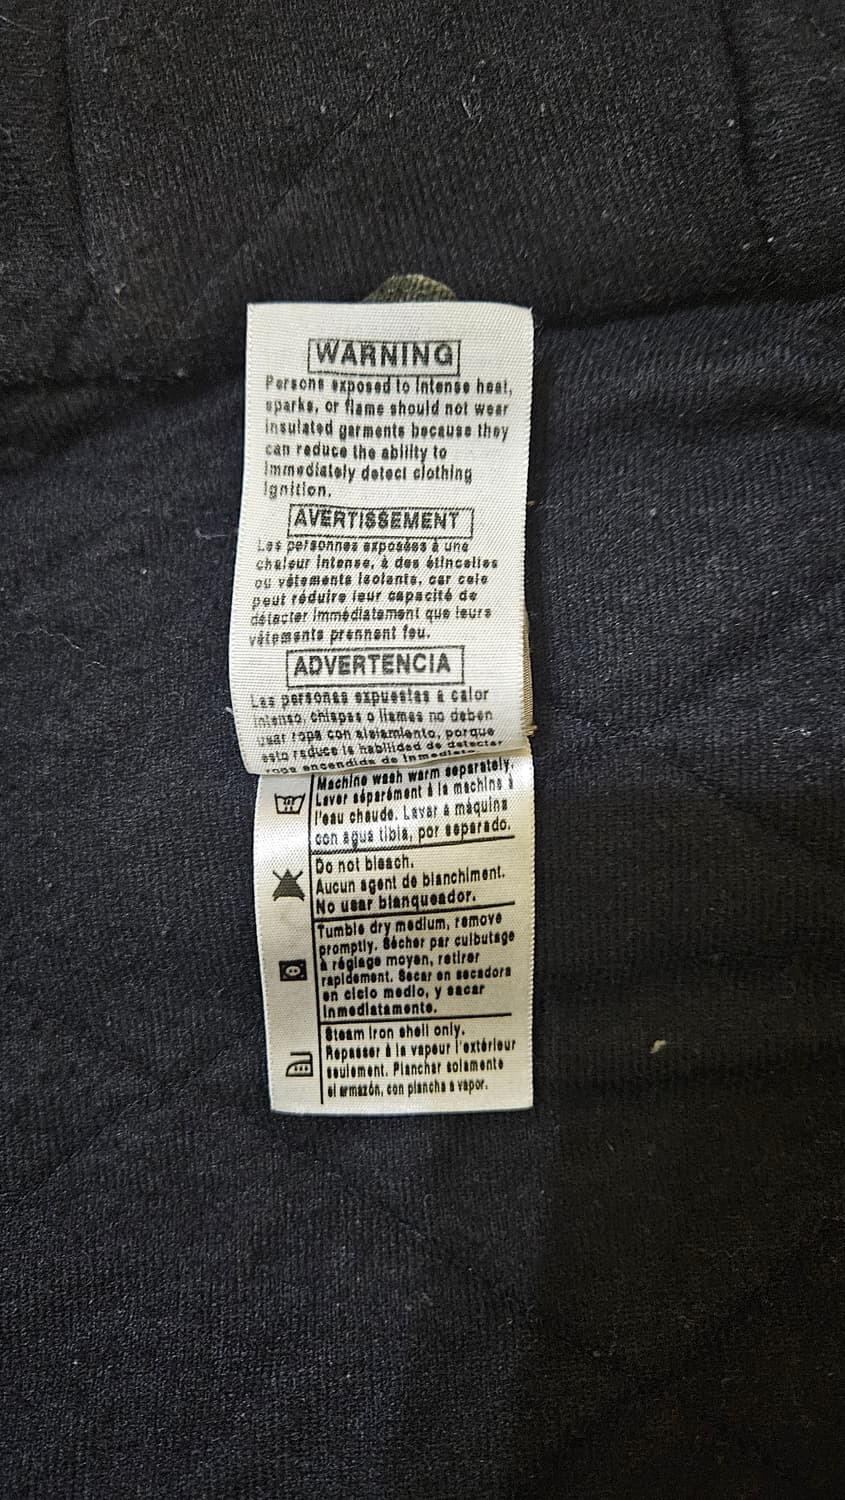 WARNING
Persons exposed to intense heat,
sparks, or flame should not wear
insulated garments because they
can reduce the ability to
immediately detect clothing
ignition.
AVERTISSEMENT
Les personnes exposées à une
chaleur intense, à des étincelles
ou vêtements isolants, car cela
peut réduire leur capacité de
détecter immédiatement que leurs
vêtements prennent feu.
ADVERTENCIA
Las personas expuestas a calor
intenso, chispas o llamas no deben
usar ropa con aislamiento, porque
esto reduce la habilidad de detectar
ropa encendida de inmediato.
Machine wash warm separately.
Laver séparément à la machine à
l'eau chaude. Lavar a máquina
con agua tibia, por separado.
Do not bleach.
Aucun agent de blanchiment.
No usar blanqueador.
Tumble dry medium, remove
promptly. Sécher par culbutage
à réglage moyen, retirer
rapidement. Secar en secadora
en ciclo medio, y sacar
inmediatamente.
Steam iron shell only.
Repasser à la vapeur l'extérieur
seulement. Planchar solamente
el armazón, con plancha a vapor.